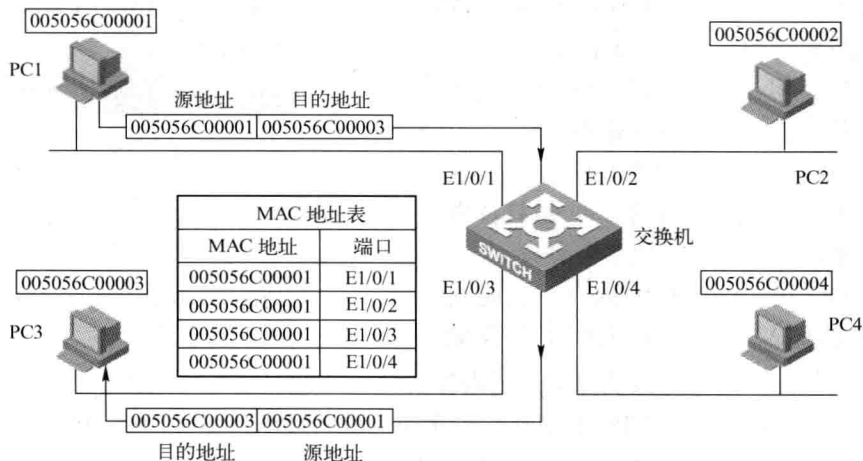 005056C00001
005056C00002
PC1
源地址 目的地址
005056C00001 005056C00003
E1/0/1 E1/0/2 PC2
MAC 地址表
MAC 地址 端口
005056C00001 E1/0/1
005056C00001 E1/0/2
005056C00001 E1/0/3
005056C00001 E1/0/4
SWITCH
交换机
005056C00003
E1/0/3 E1/0/4 005056C00004
PC3
PC4
005056C00003 005056C00001
目的地址 源地址